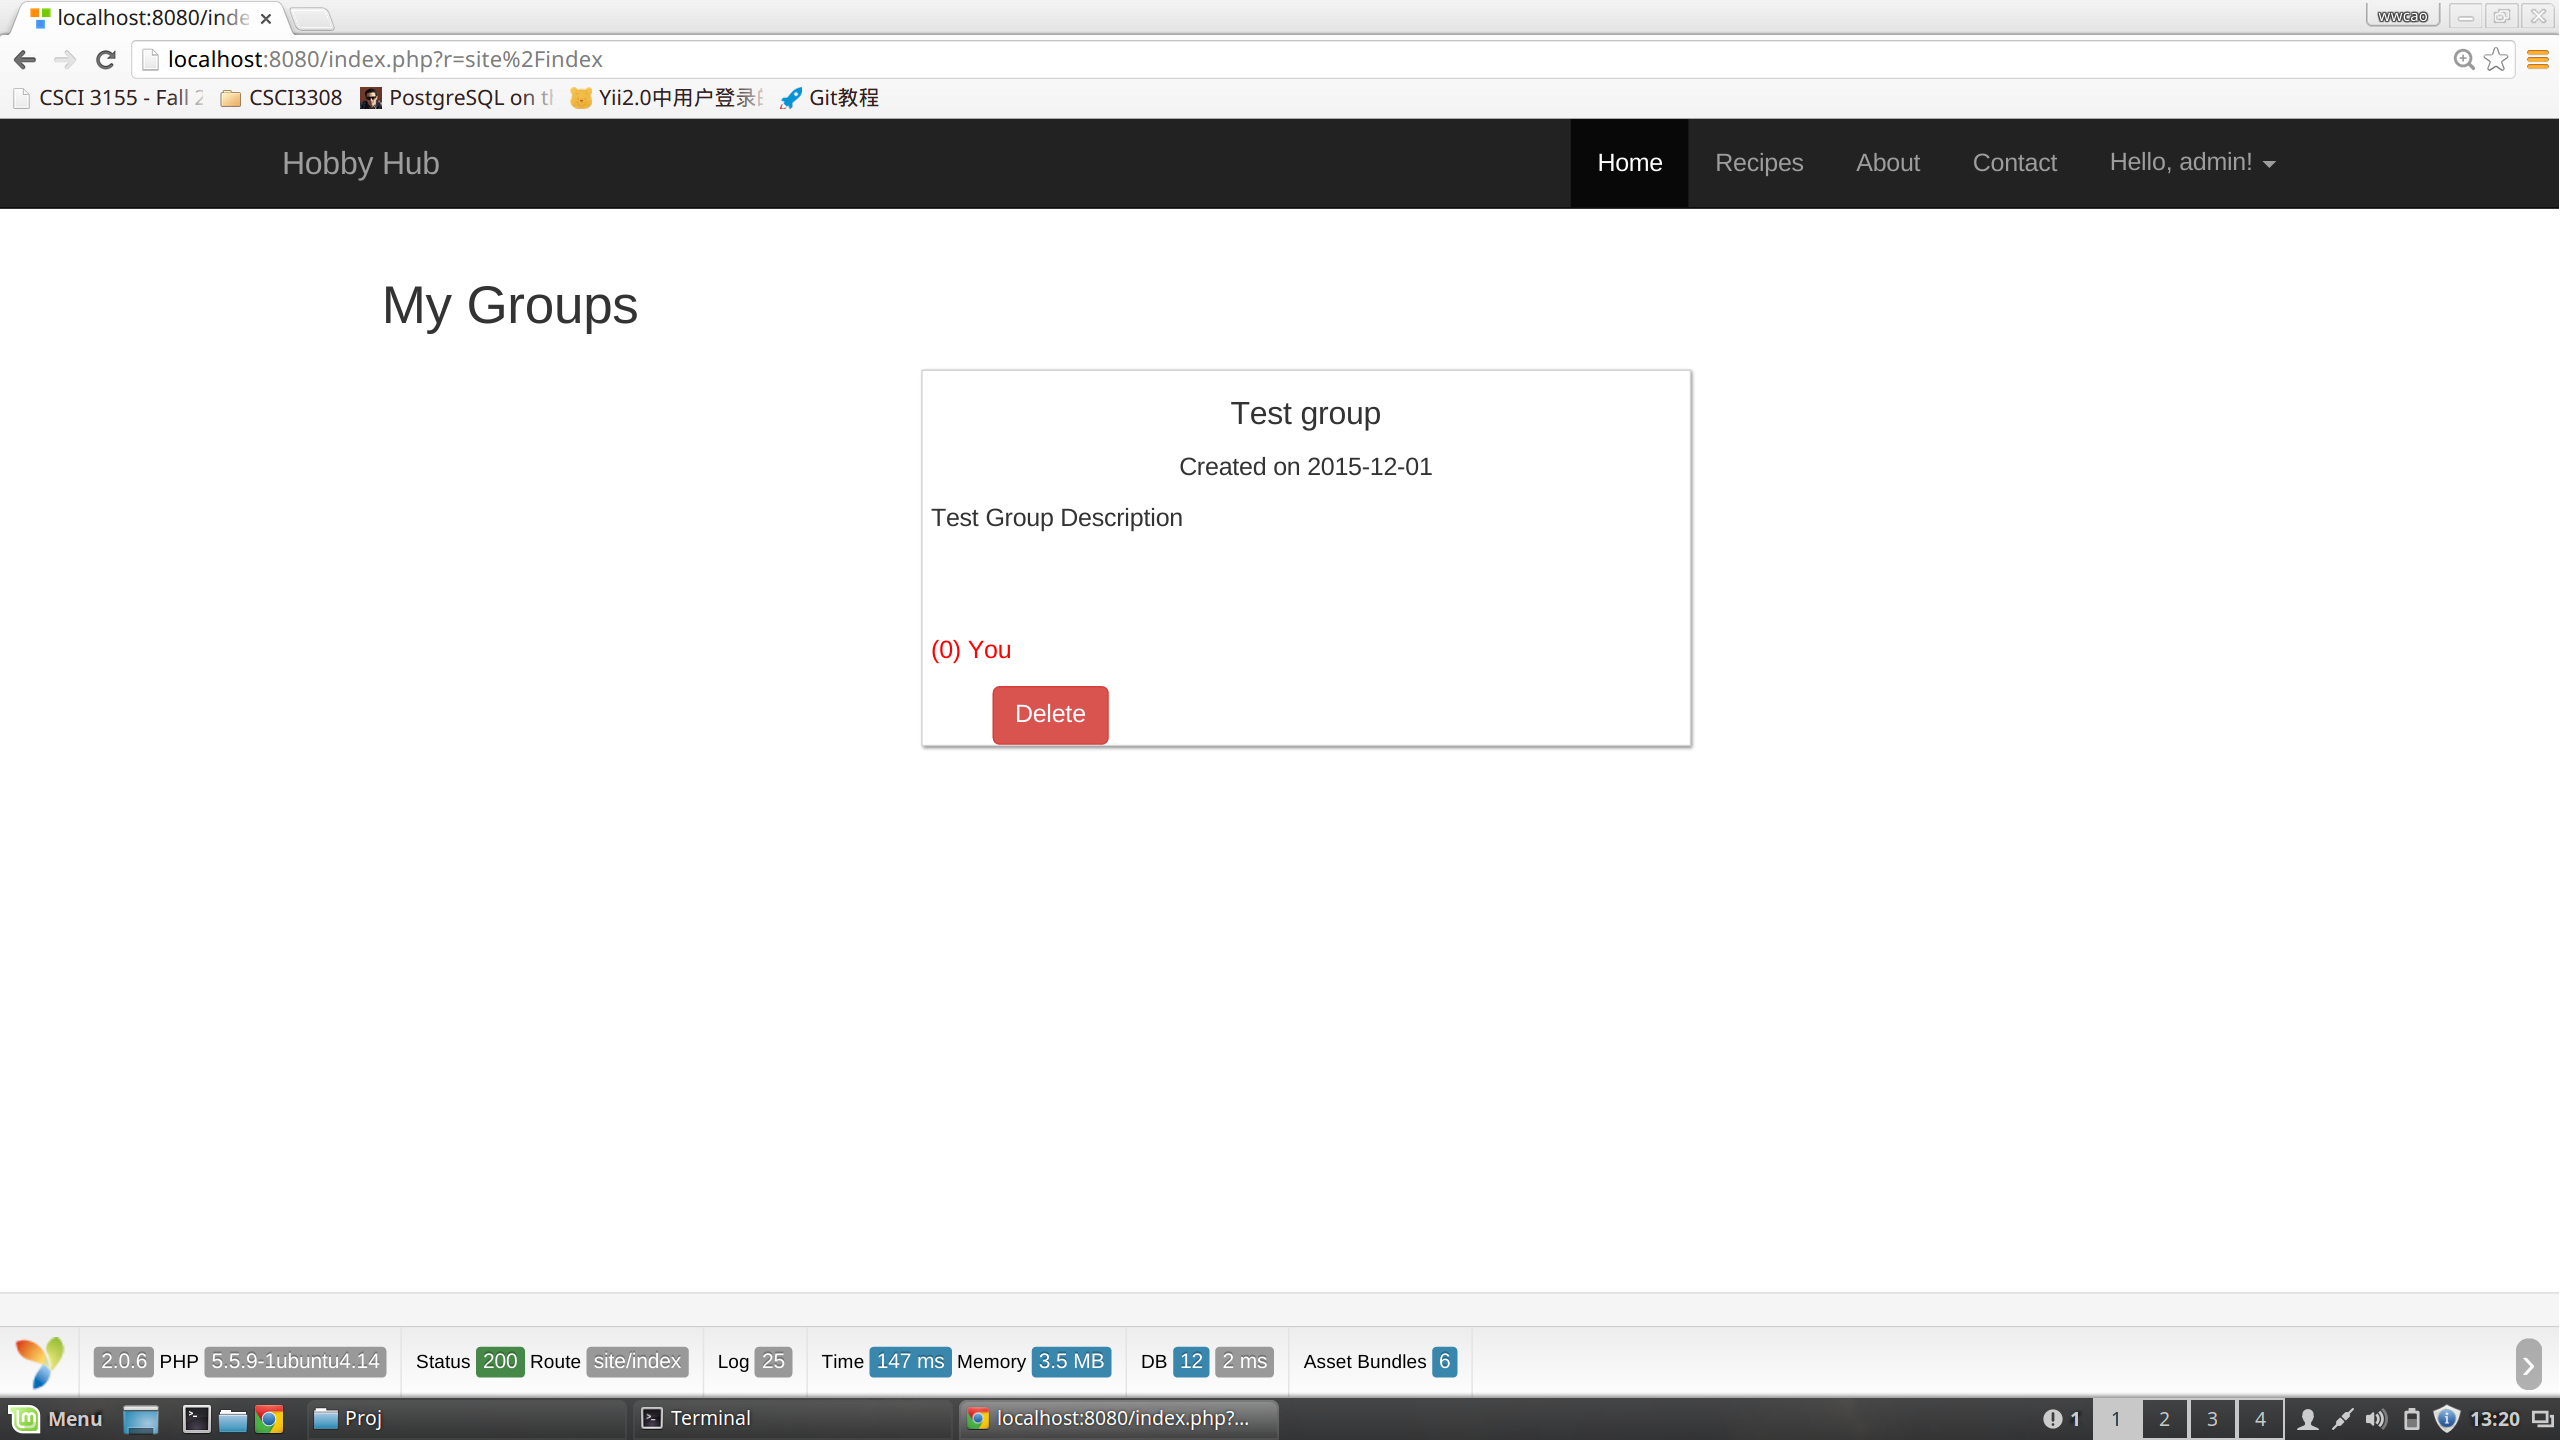 localhost:8080/inde
wwcao
localhost:8080/index.php?r=site%2Findex
CSCI 3155 - Fall 2 CSCI3308 PostgreSQL on t Yii2.0中用户登录 Git教程
Hobby Hub Home Recipes About Contact Hello, admin!
My Groups
Test group
Created on 2015-12-01
Test Group Description
(0) You
Delete
2.0.6 PHP 5.5.9-1ubuntu4.14 Status 200 Route site/index Log 25 Time 147 ms Memory 3.5 MB DB 12 2 ms Asset Bundles 6
Menu Proj Terminal localhost:8080/index.php?... 1 1 2 3 4 13:20